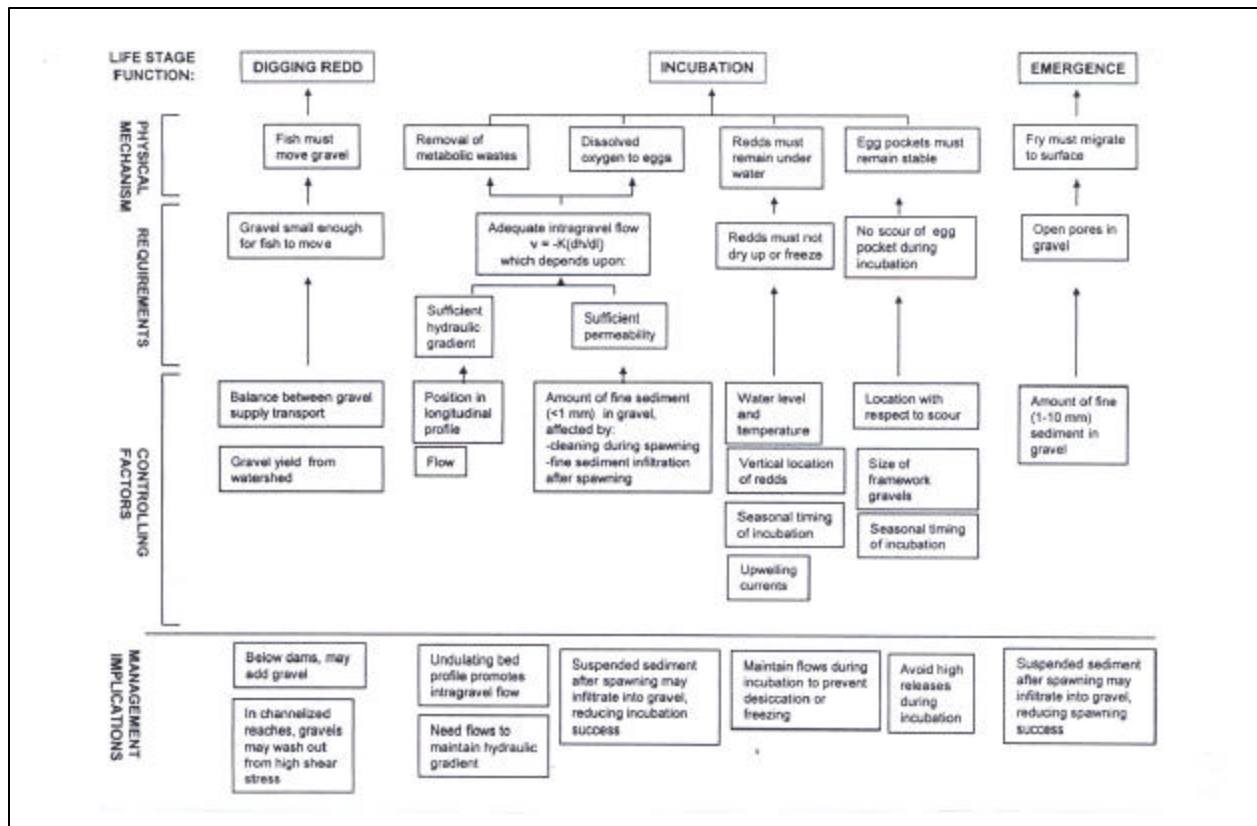 LIFE STAGE
FUNCTION:
DIGGING REDD
INCUBATION
EMERGENCE
PHYSICAL
MECHANISM
Fish must
move gravel
Removal of
metabolic wastes
Dissolved
oxygen to eggs
Redds must
remain under
water
Egg pockets must
remain stable
Fry must migrate
to surface
REQUIREMENTS
Gravel small enough
for fish to move
Adequate intragravel flow
v = -K(dh/dl)
which depends upon:
Redds must not
dry up or freeze
No scour of egg
pocket during
incubation
Open pores in
gravel
Sufficient
hydraulic
gradient
Sufficient
permeability
CONTROLLING
FACTORS
Balance between gravel
supply transport
Gravel yield from
watershed
Position in
longitudinal
profile
Flow
Amount of fine sediment
(<1 mm) in gravel,
affected by:
-cleaning during spawning
-fine sediment infiltration
after spawning
Water level
and
temperature
Vertical location
of redds
Seasonal timing
of incubation
Upwelling
currents
Location with
respect to scour
Size of
framework
gravels
Seasonal timing
of incubation
Amount of fine
(1-10 mm)
sediment in
gravel
MANAGEMENT
IMPLICATIONS
Below dams, may
add gravel
In channelized
reaches, gravels
may wash out
from high shear
stress
Undulating bed
profile promotes
intragravel flow
Need flows to
maintain hydraulic
gradient
Suspended sediment
after spawning may
infiltrate into gravel,
reducing incubation
success
Maintain flows during
incubation to prevent
desiccation or
freezing
Avoid high
releases
during
incubation
Suspended sediment
after spawning may
infiltrate into gravel,
reducing spawning
success